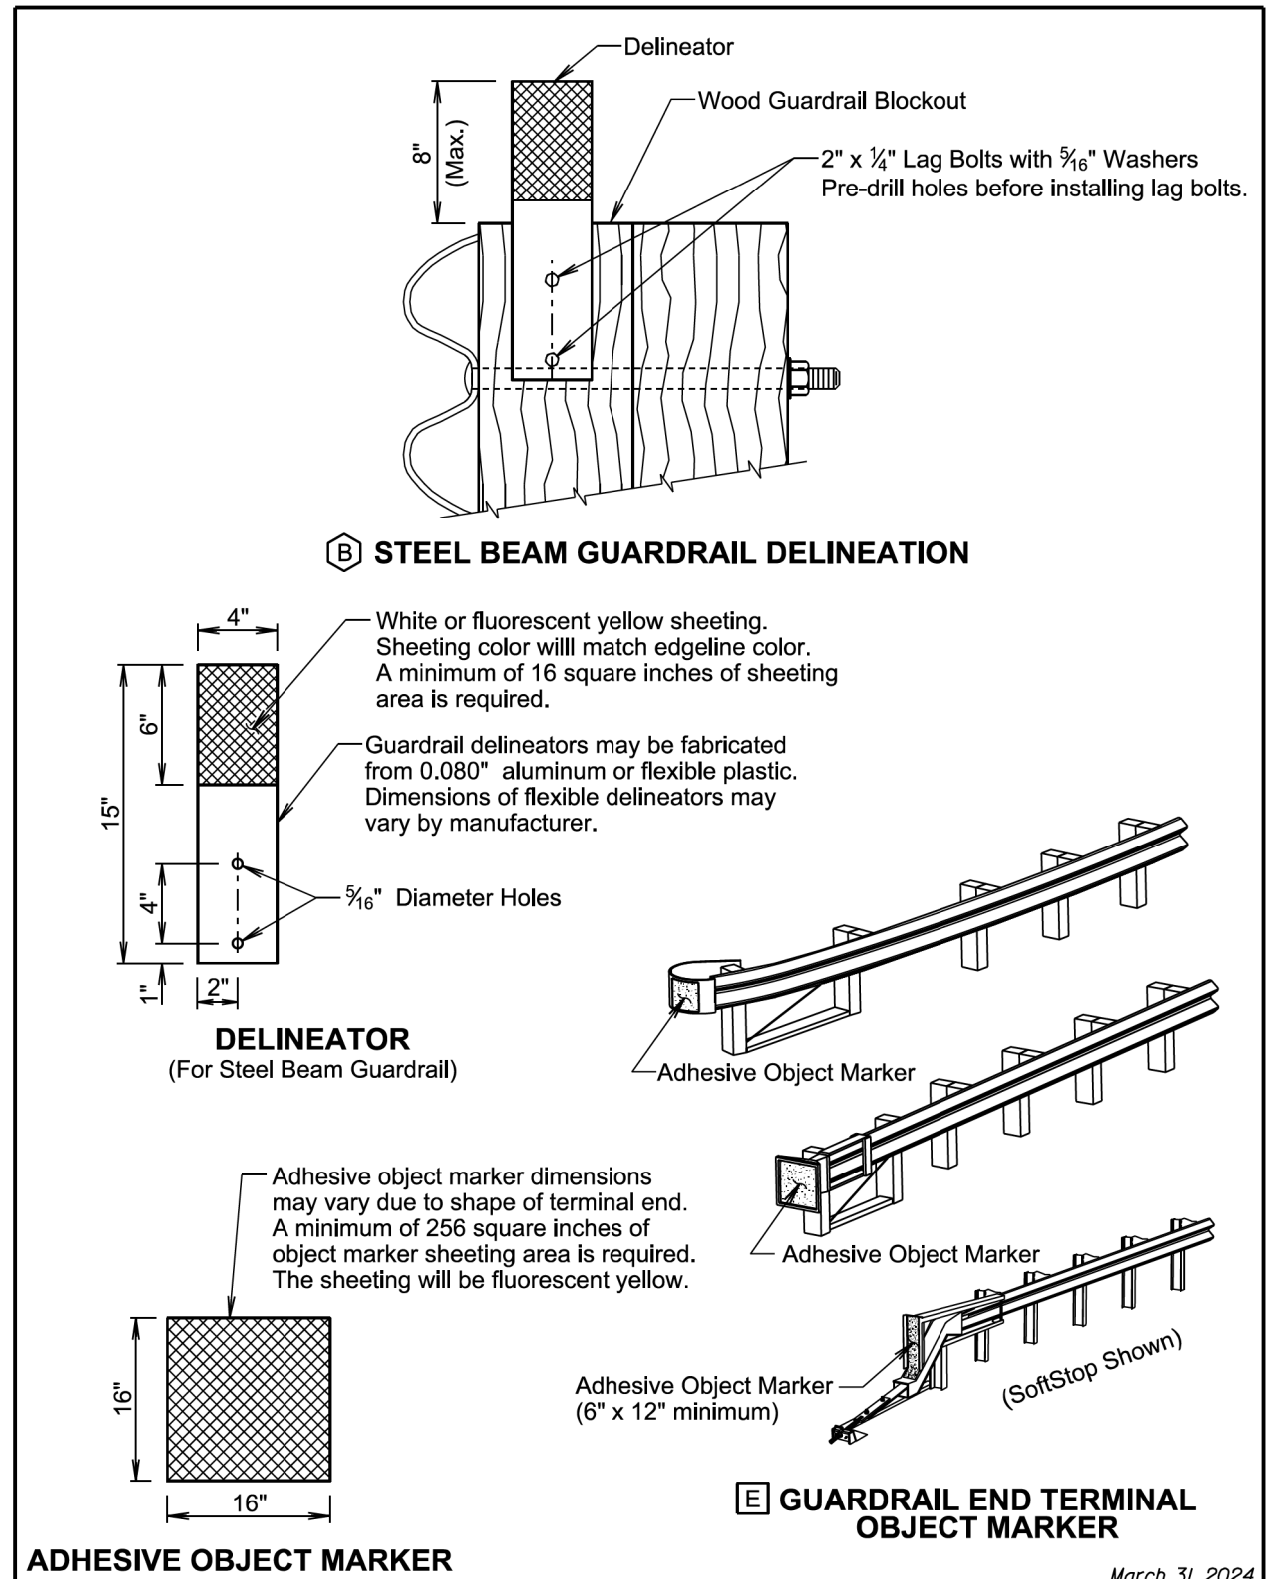 Delineator
Wood Guardrail Blockout
8"
(Max.)
2" x 1/4" Lag Bolts with 5/16" Washers
Pre-drill holes before installing lag bolts.
B STEEL BEAM GUARDRAIL DELINEATION
4"
White or fluorescent yellow sheeting.
Sheeting color willl match edgeline color.
A minimum of 16 square inches of sheeting
area is required.
6"
15"
Guardrail delineators may be fabricated
from 0.080" aluminum or flexible plastic.
Dimensions of flexible delineators may
vary by manufacturer.
4"
5/16" Diameter Holes
1"
2"
DELINEATOR
(For Steel Beam Guardrail)
Adhesive Object Marker
Adhesive object marker dimensions
may vary due to shape of terminal end.
A minimum of 256 square inches of
object marker sheeting area is required.
The sheeting will be fluorescent yellow.
Adhesive Object Marker
16"
16"
Adhesive Object Marker
(6" x 12" minimum)
(SoftStop Shown)
E GUARDRAIL END TERMINAL
OBJECT MARKER
ADHESIVE OBJECT MARKER
March 31, 2024